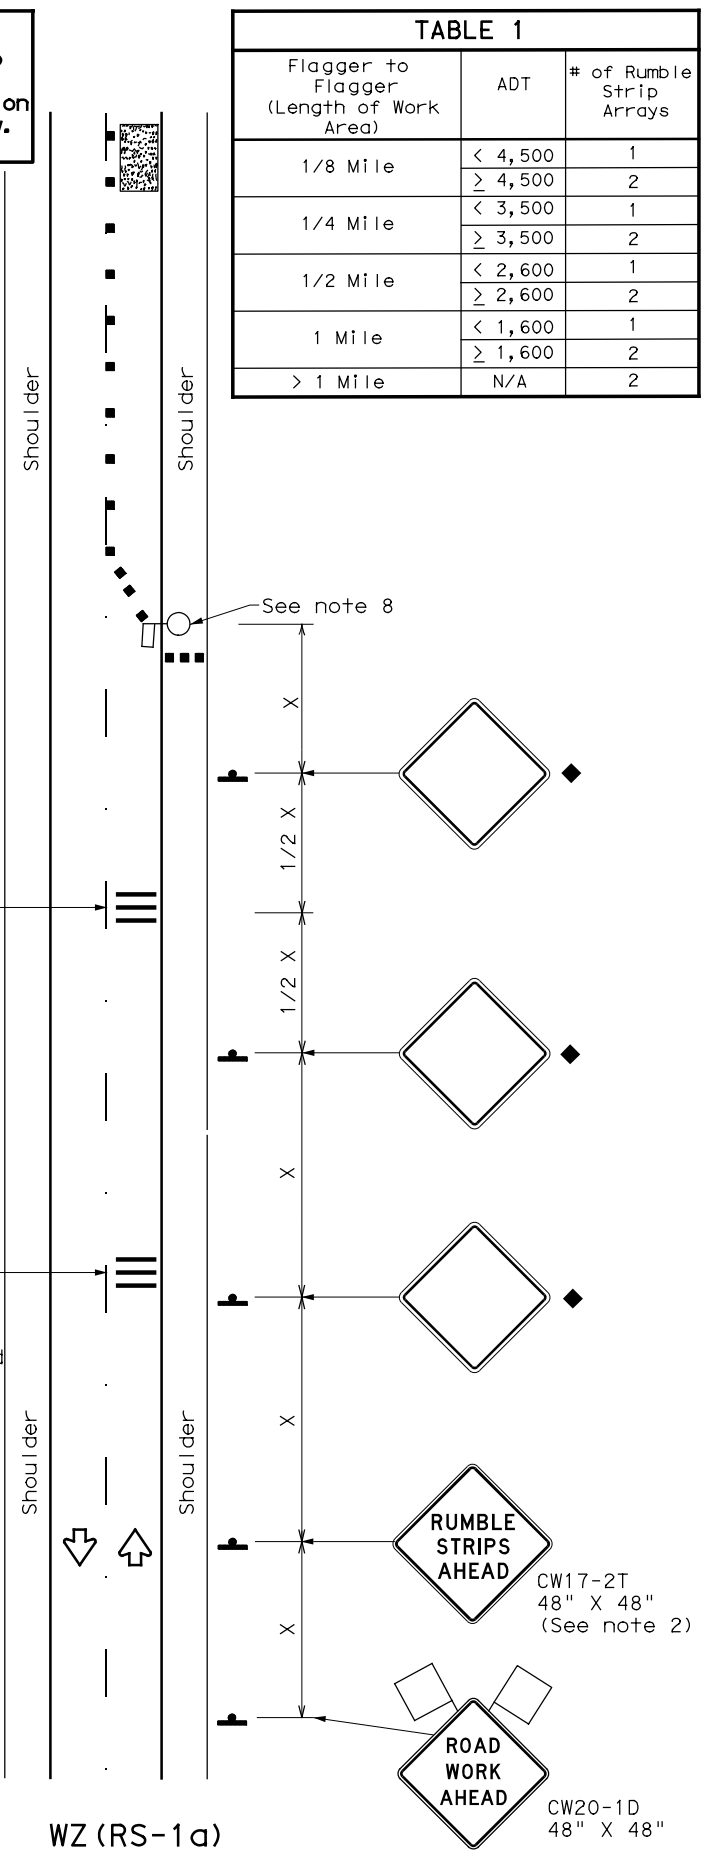 on
TABLE 1
Flagger to Flagger (Length of Work Area)
ADT
# of Rumble Strip Arrays
1/8 Mile
< 4,500
1
≥ 4,500
2
1/4 Mile
< 3,500
1
≥ 3,500
2
1/2 Mile
< 2,600
1
≥ 2,600
2
1 Mile
< 1,600
1
≥ 1,600
2
> 1 Mile
N/A
2
Shoulder
Shoulder
See note 8
X
1/2 X
1/2 X
X
Shoulder
Shoulder
X
RUMBLE
STRIPS
AHEAD
CW17-2T
48" X 48"
(See note 2)
X
ROAD
WORK
AHEAD
CW20-1D
48" X 48"
WZ(RS-1a)